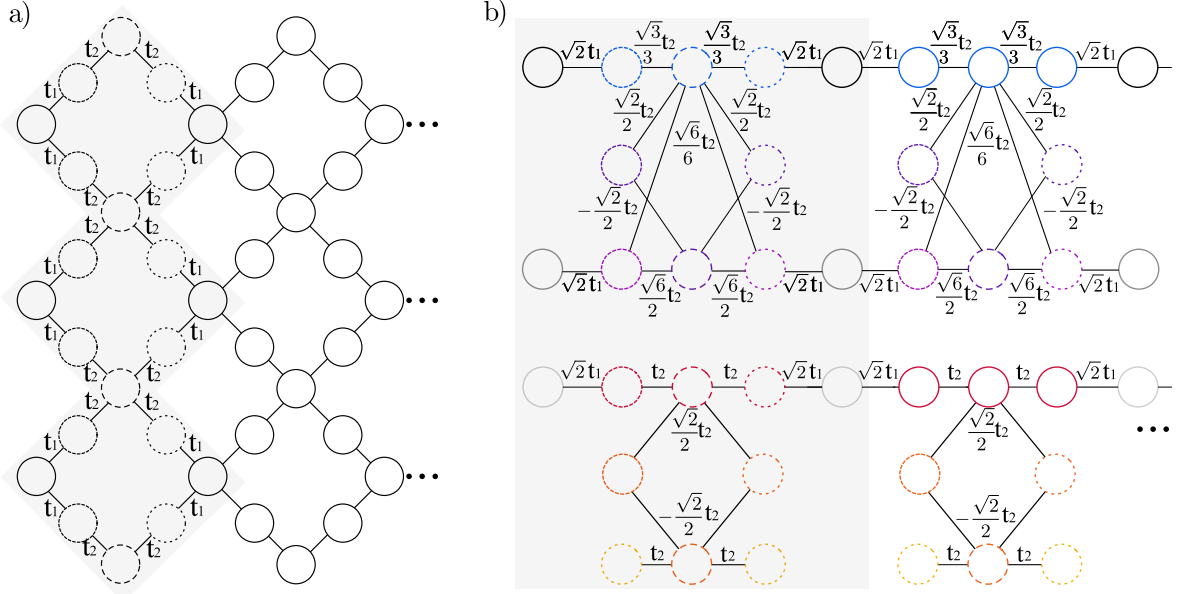 a)
t₂ t₂
t₁ t₁
•••
t₁ t₁
t₂ t₂
t₂ t₂
t₁ t₁
•••
t₁ t₁
t₂ t₂
t₂ t₂
t₁ t₁
•••
t₁ t₁
t₂ t₂
b)
√2t₁ √3/3t₂ √3/3t₂ √2t₁ √2t₁ √3/3t₂ √3/3t₂ √2t₁
√2/2t₂ √2/2t₂ √2/2t₂ √2/2t₂
√6/6t₂ √6/6t₂
-√2/2t₂ -√2/2t₂ -√2/2t₂ -√2/2t₂
√2t₁ √6/2t₂ √6/2t₂ √2t₁ √2t₁ √6/2t₂ √6/2t₂ √2t₁
√2t₁ t₂ t₂ √2t₁ √2t₁ t₂ t₂ √2t₁
√2/2t₂ √2/2t₂
•••
-√2/2t₂ -√2/2t₂
t₂ t₂ t₂ t₂